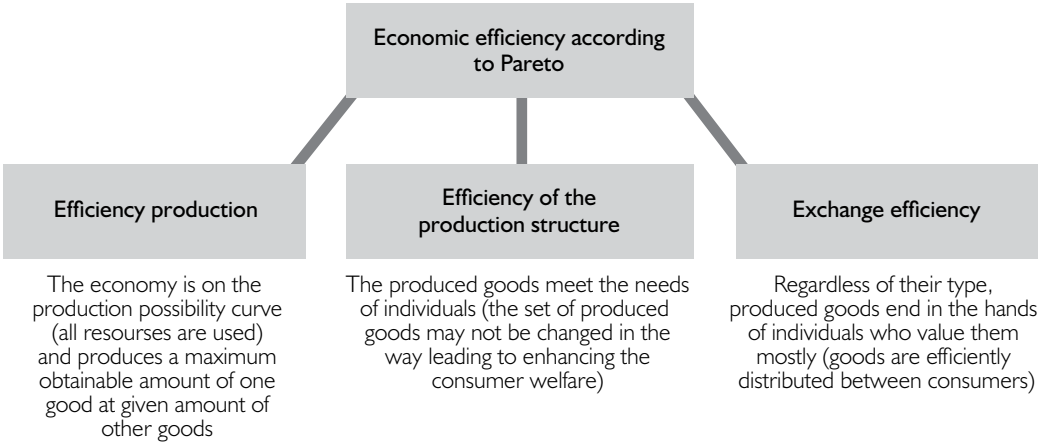 Economic efficiency according
to Pareto
Efficiency production
The economy is on the
production possibility curve
(all resourses are used)
and produces a maximum
obtainable amount of one
good at given amount of
other goods
Efficiency of the
production structure
The produced goods meet the needs
of individuals (the set of produced
goods may not be changed in the
way leading to enhancing the
consumer welfare)
Exchange efficiency
Regardless of their type,
produced goods end in the hands
of individuals who value them
mostly (goods are efficiently
distributed between consumers)